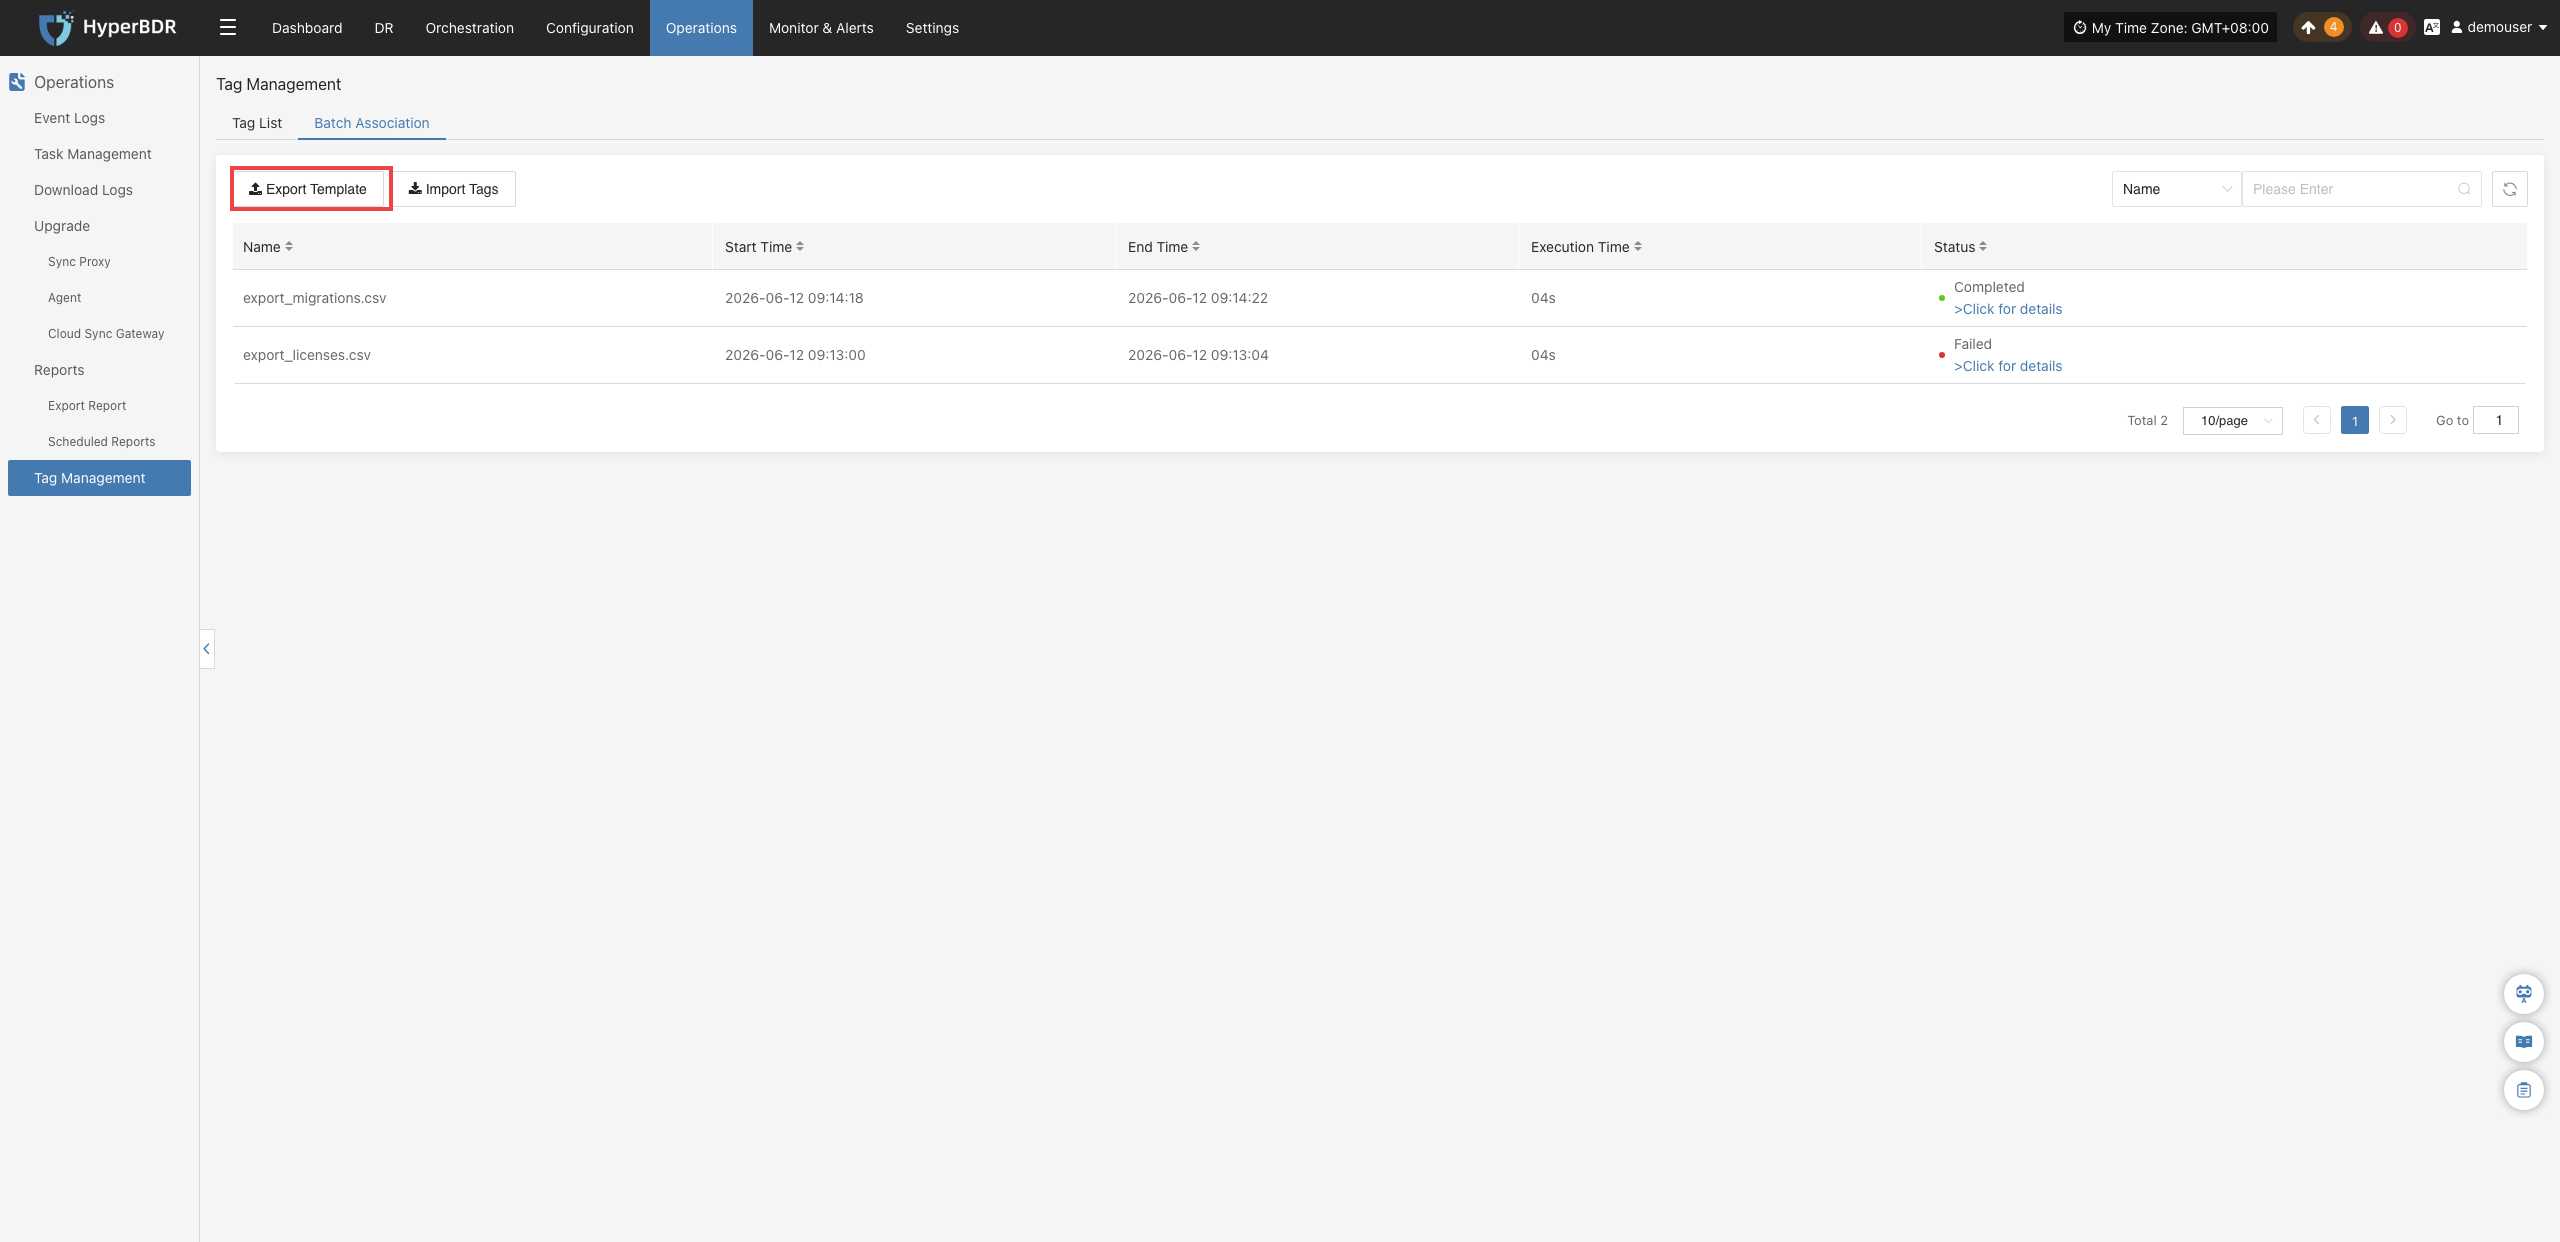 HyperBDR
Dashboard
DR
Orchestration
Configuration
Operations
Monitor & Alerts
Settings
My Time Zone: GMT+08:00
4
0
demouser
Operations
Event Logs
Task Management
Download Logs
Upgrade
Sync Proxy
Agent
Cloud Sync Gateway
Reports
Export Report
Scheduled Reports
Tag Management
Tag Management
Tag List
Batch Association
Export Template
Import Tags
Name
Please Enter
Name
Start Time
End Time
Execution Time
Status
export_migrations.csv
2026-06-12 09:14:18
2026-06-12 09:14:22
04s
Completed
>Click for details
export_licenses.csv
2026-06-12 09:13:00
2026-06-12 09:13:04
04s
Failed
>Click for details
Total 2
10/page
1
Go to
1